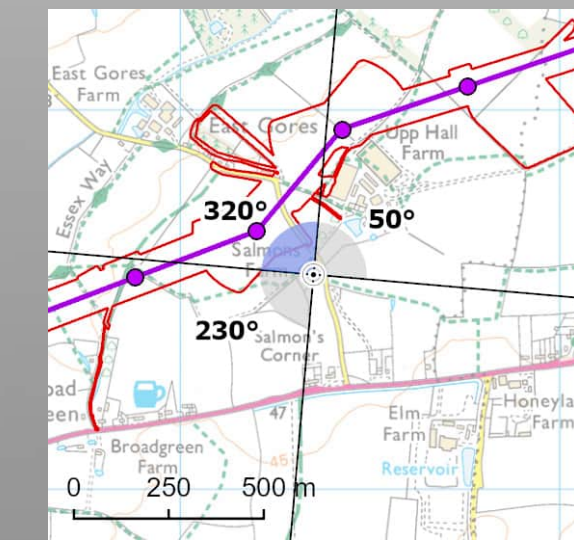 East Gores
Farm
East Gores
Upp Hall
Farm
Essex Way
320°
50°
Salmons
230°
Salmon's
Corner
47
Elm
Farm
Honeyla
Farm
Broadgreen
Farm
45
Reservoir
0 250 500 m